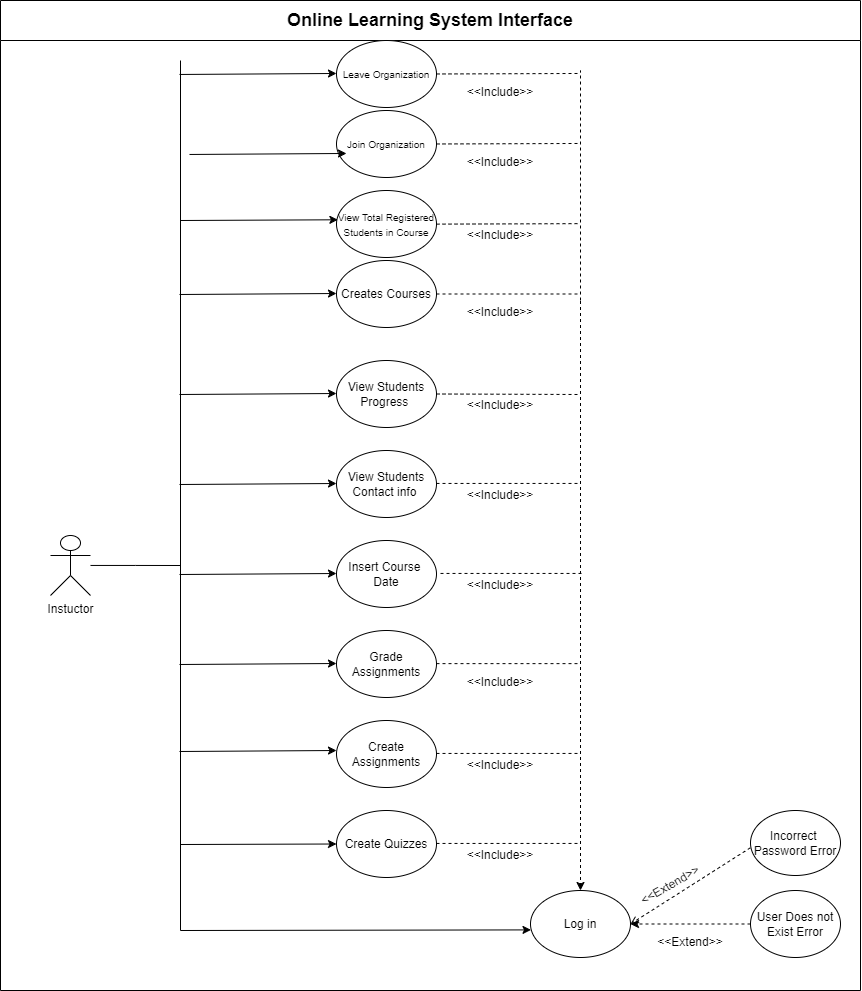 Online Learning System Interface
Leave Organization
<<Include>>
Join Organization
<<Include>>
View Total Registered
Students in Course
<<Include>>
Creates Courses
<<Include>>
View Students
Progress
<<Include>>
View Students
Contact info
<<Include>>
Instuctor
Insert Course
Date
<<Include>>
Grade
Assignments
<<Include>>
Create
Assignments
<<Include>>
Create Quizzes
<<Include>>
Incorrect
Password Error
<<Extend>>
Log in
User Does not
Exist Error
<<Extend>>